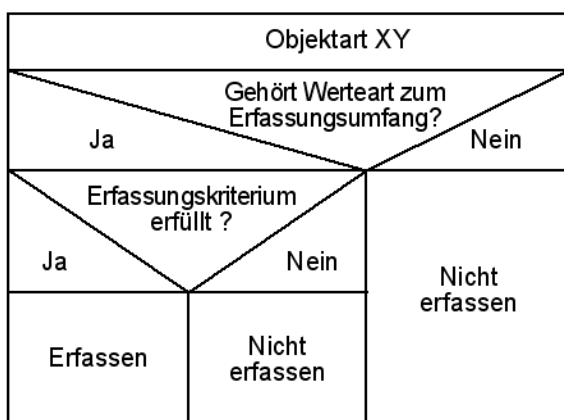 Objektart XY
Gehört Werteart zum
Erfassungsumfang?
Ja
Nein
Erfassungskriterium
erfüllt ?
Ja
Nein
Nicht
erfassen
Erfassen
Nicht
erfassen